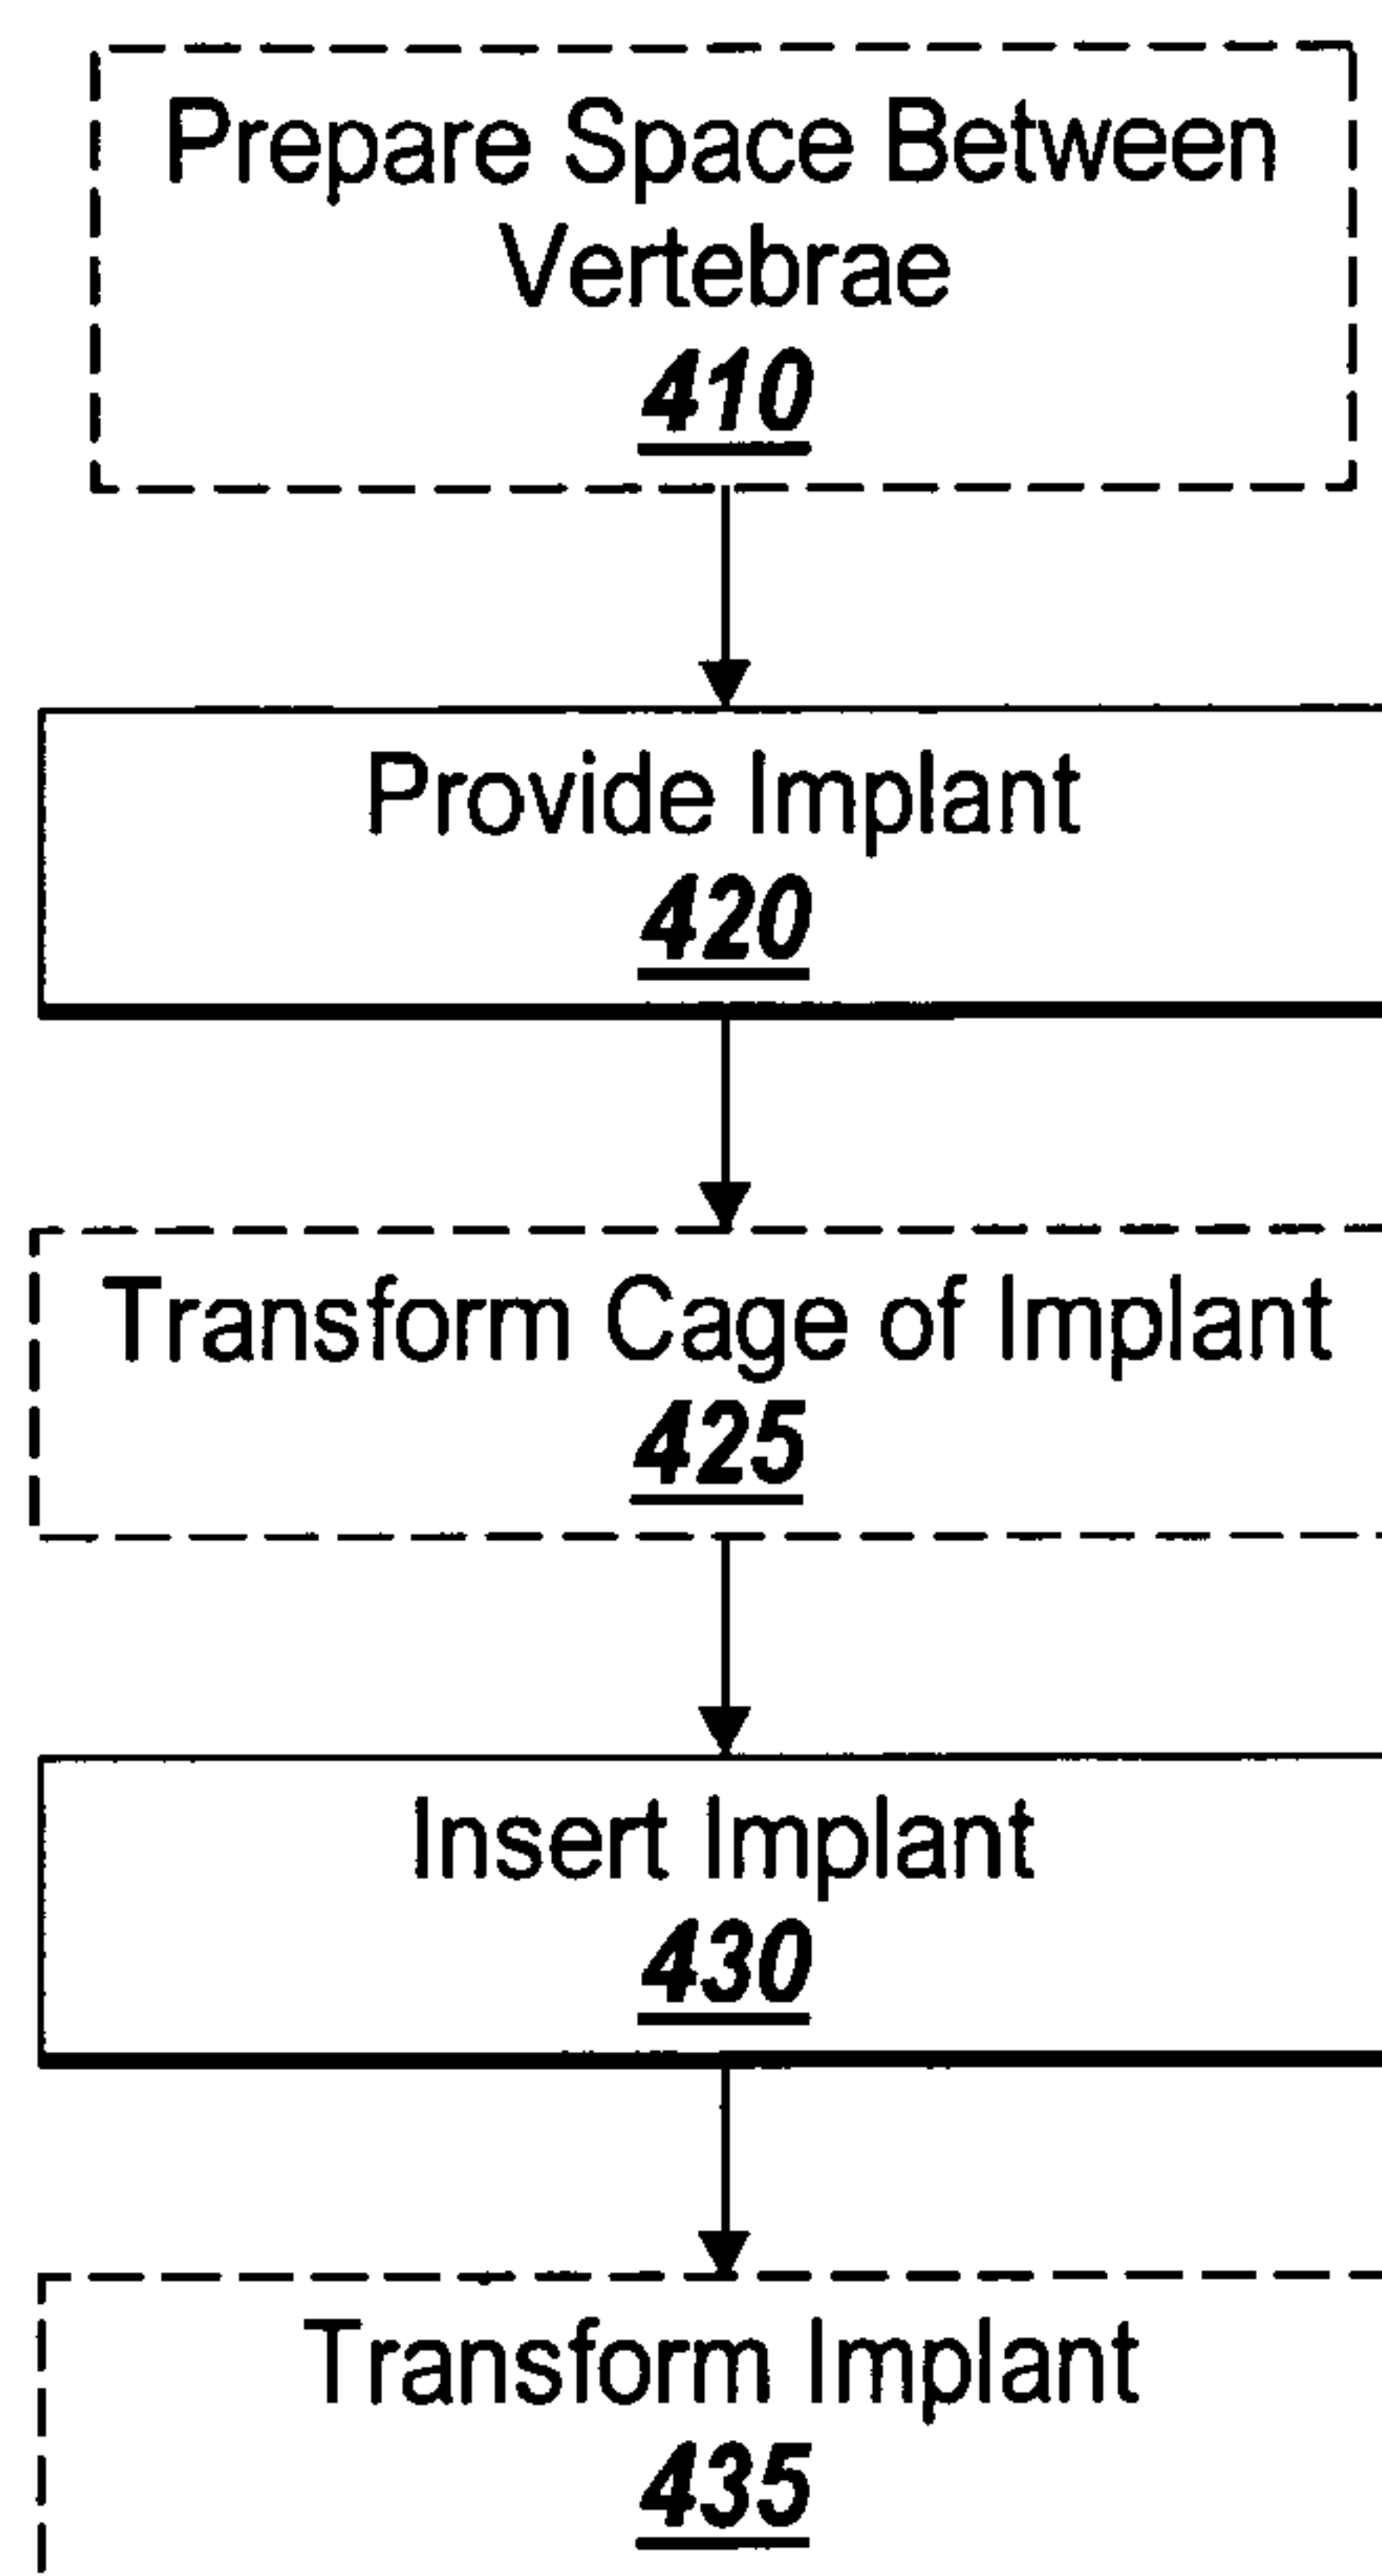 Prepare Space Between
Vertebrae
410
Provide Implant
420
Transform Cage of Implant
425
Insert Implant
430
Transform Implant
435